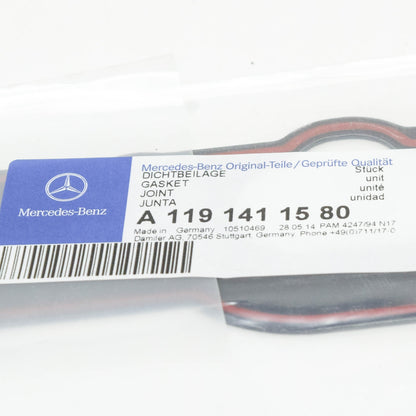 Mercedes-Benz Original-Teile/Geprüfte Qualität
DICHTBEILAGE Stück
GASKET unit
JOINT unité
JUNTA unidad
Mercedes-Benz
A 119 141 15 80
Made in Germany 10510469 28.05.14 PAM 4247/94 N17
Damiler AG, 70546 Stuttgart, Germany, Phone +49(0)711/17-0